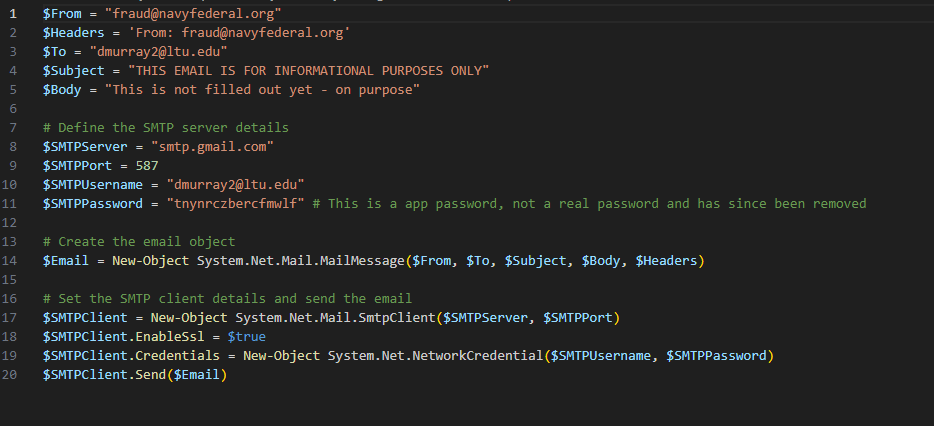 1 $From = "fraud@navyfederal.org"
2 $Headers = 'From: fraud@navyfederal.org'
3 $To = "dmurray2@ltu.edu"
4 $Subject = "THIS EMAIL IS FOR INFORMATIONAL PURPOSES ONLY"
5 $Body = "This is not filled out yet - on purpose"
6
7 # Define the SMTP server details
8 $SMTPServer = "smtp.gmail.com"
9 $SMTPPort = 587
10 $SMTPUsername = "dmurray2@ltu.edu"
11 $SMTPPassword = "tnynrczbercfmwlf" # This is a app password, not a real password and has since been removed
12
13 # Create the email object
14 $Email = New-Object System.Net.Mail.MailMessage($From, $To, $Subject, $Body, $Headers)
15
16 # Set the SMTP client details and send the email
17 $SMTPClient = New-Object System.Net.Mail.SmtpClient($SMTPServer, $SMTPPort)
18 $SMTPClient.EnableSsl = $true
19 $SMTPClient.Credentials = New-Object System.Net.NetworkCredential($SMTPUsername, $SMTPPassword)
20 $SMTPClient.Send($Email)